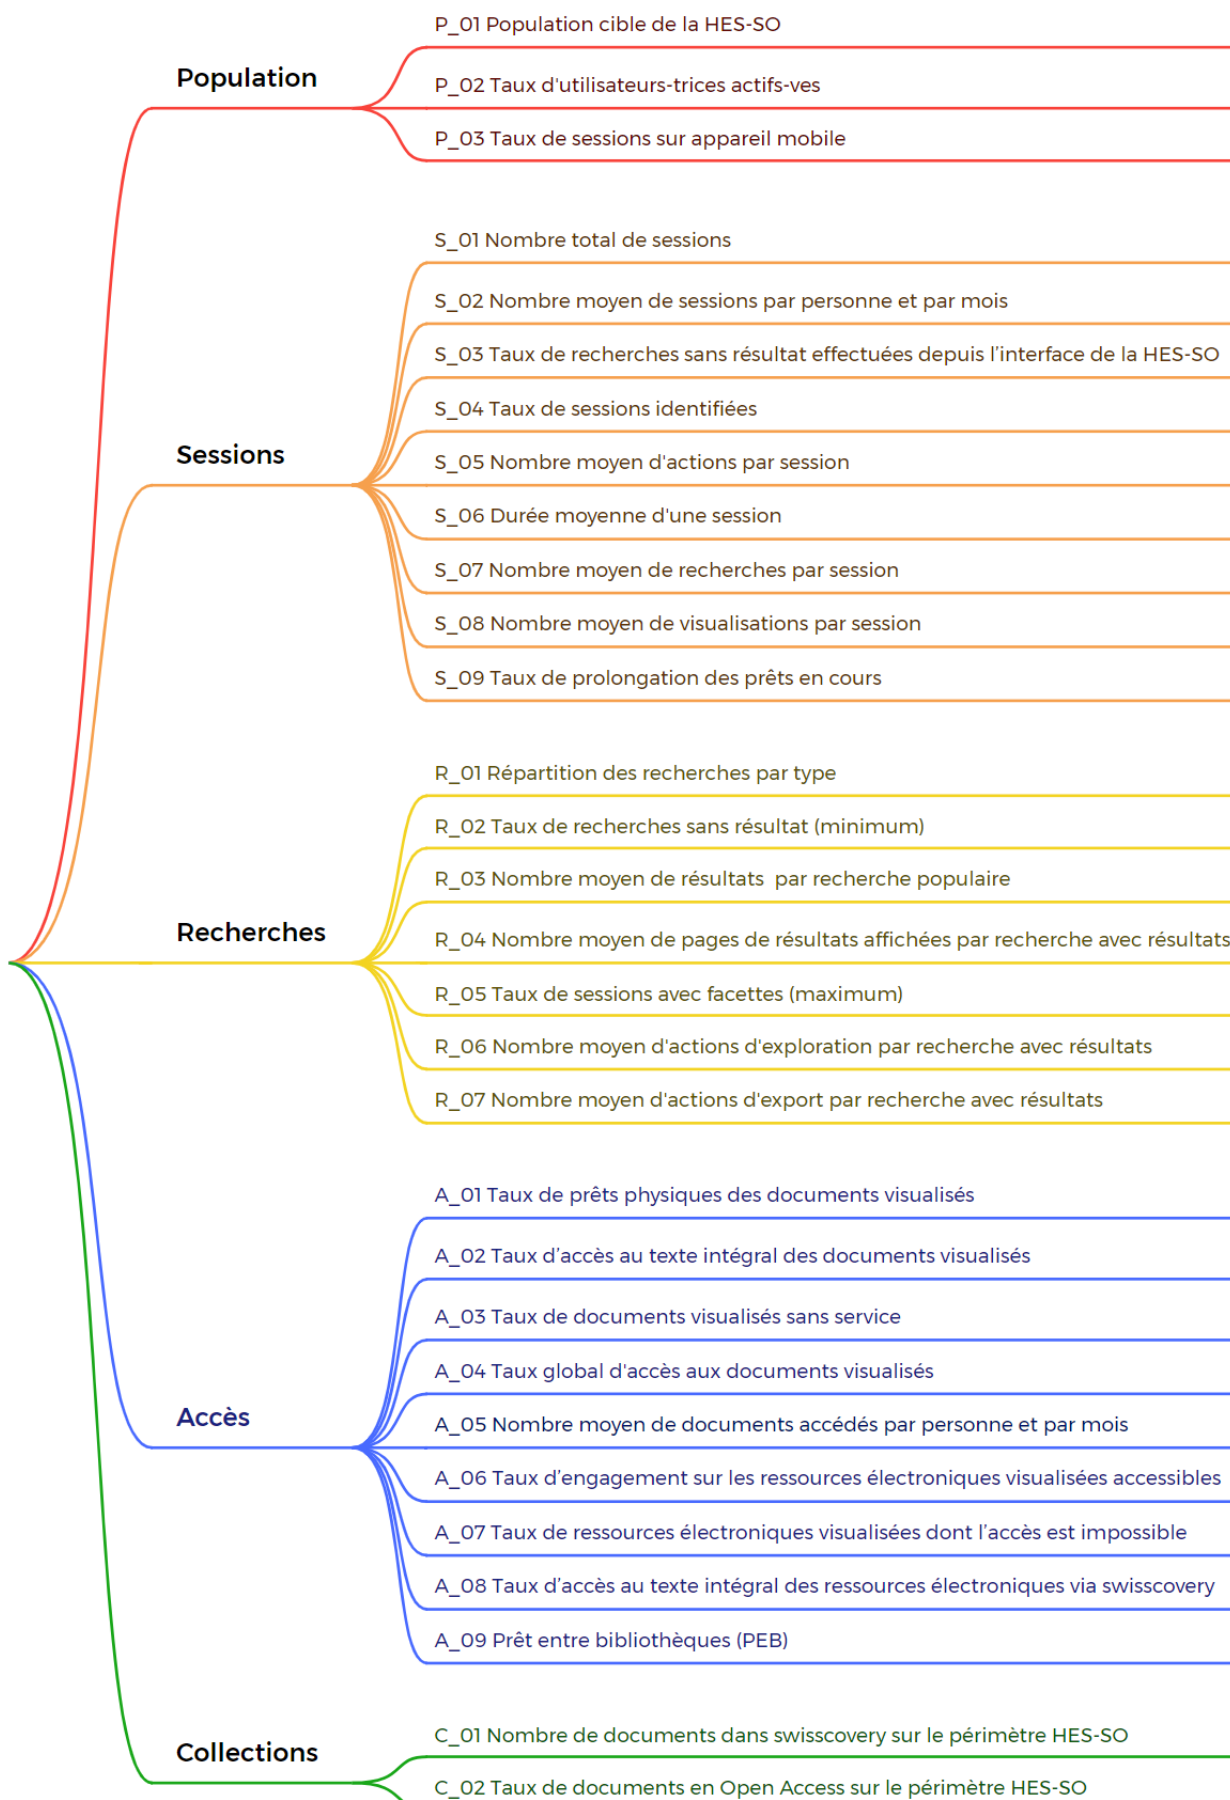 Population
P_01 Population cible de la HES-SO
P_02 Taux d'utilisateurs-trices actifs-ves
P_03 Taux de sessions sur appareil mobile
Sessions
S_01 Nombre total de sessions
S_02 Nombre moyen de sessions par personne et par mois
S_03 Taux de recherches sans résultat effectuées depuis l’interface de la HES-SO
S_04 Taux de sessions identifiées
S_05 Nombre moyen d'actions par session
S_06 Durée moyenne d'une session
S_07 Nombre moyen de recherches par session
S_08 Nombre moyen de visualisations par session
S_09 Taux de prolongation des prêts en cours
Recherches
R_01 Répartition des recherches par type
R_02 Taux de recherches sans résultat (minimum)
R_03 Nombre moyen de résultats  par recherche populaire
R_04 Nombre moyen de pages de résultats affichées par recherche avec résultats
R_05 Taux de sessions avec facettes (maximum)
R_06 Nombre moyen d'actions d'exploration par recherche avec résultats
R_07 Nombre moyen d'actions d'export par recherche avec résultats
Accès
A_01 Taux de prêts physiques des documents visualisés
A_02 Taux d’accès au texte intégral des documents visualisés
A_03 Taux de documents visualisés sans service
A_04 Taux global d'accès aux documents visualisés
A_05 Nombre moyen de documents accédés par personne et par mois
A_06 Taux d’engagement sur les ressources électroniques visualisées accessibles
A_07 Taux de ressources électroniques visualisées dont l’accès est impossible
A_08 Taux d’accès au texte intégral des ressources électroniques via swisscovery
A_09 Prêt entre bibliothèques (PEB)
Collections
C_01 Nombre de documents dans swisscovery sur le périmètre HES-SO
C_02 Taux de documents en Open Access sur le périmètre HES-SO